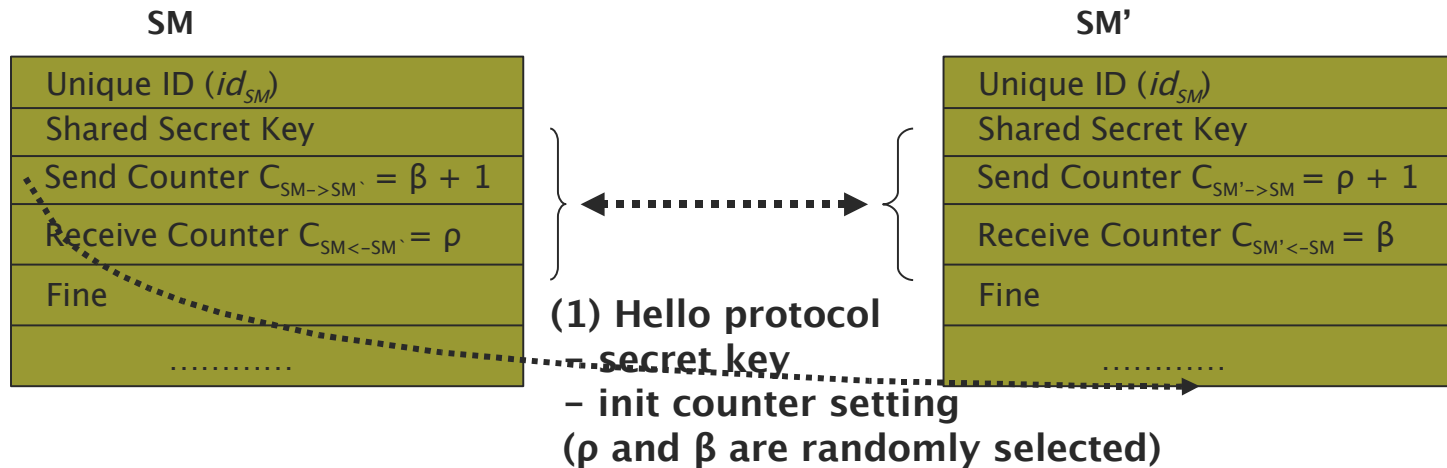 SM
Unique ID (id_SM)
Shared Secret Key
Send Counter C_SM->SM` = β + 1
Receive Counter C_SM<-SM` = ρ
Fine
............
(1) Hello protocol
– secret key
– init counter setting
(ρ and β are randomly selected)
SM'
Unique ID (id_SM)
Shared Secret Key
Send Counter C_SM'->SM = ρ + 1
Receive Counter C_SM'<-SM = β
Fine
............